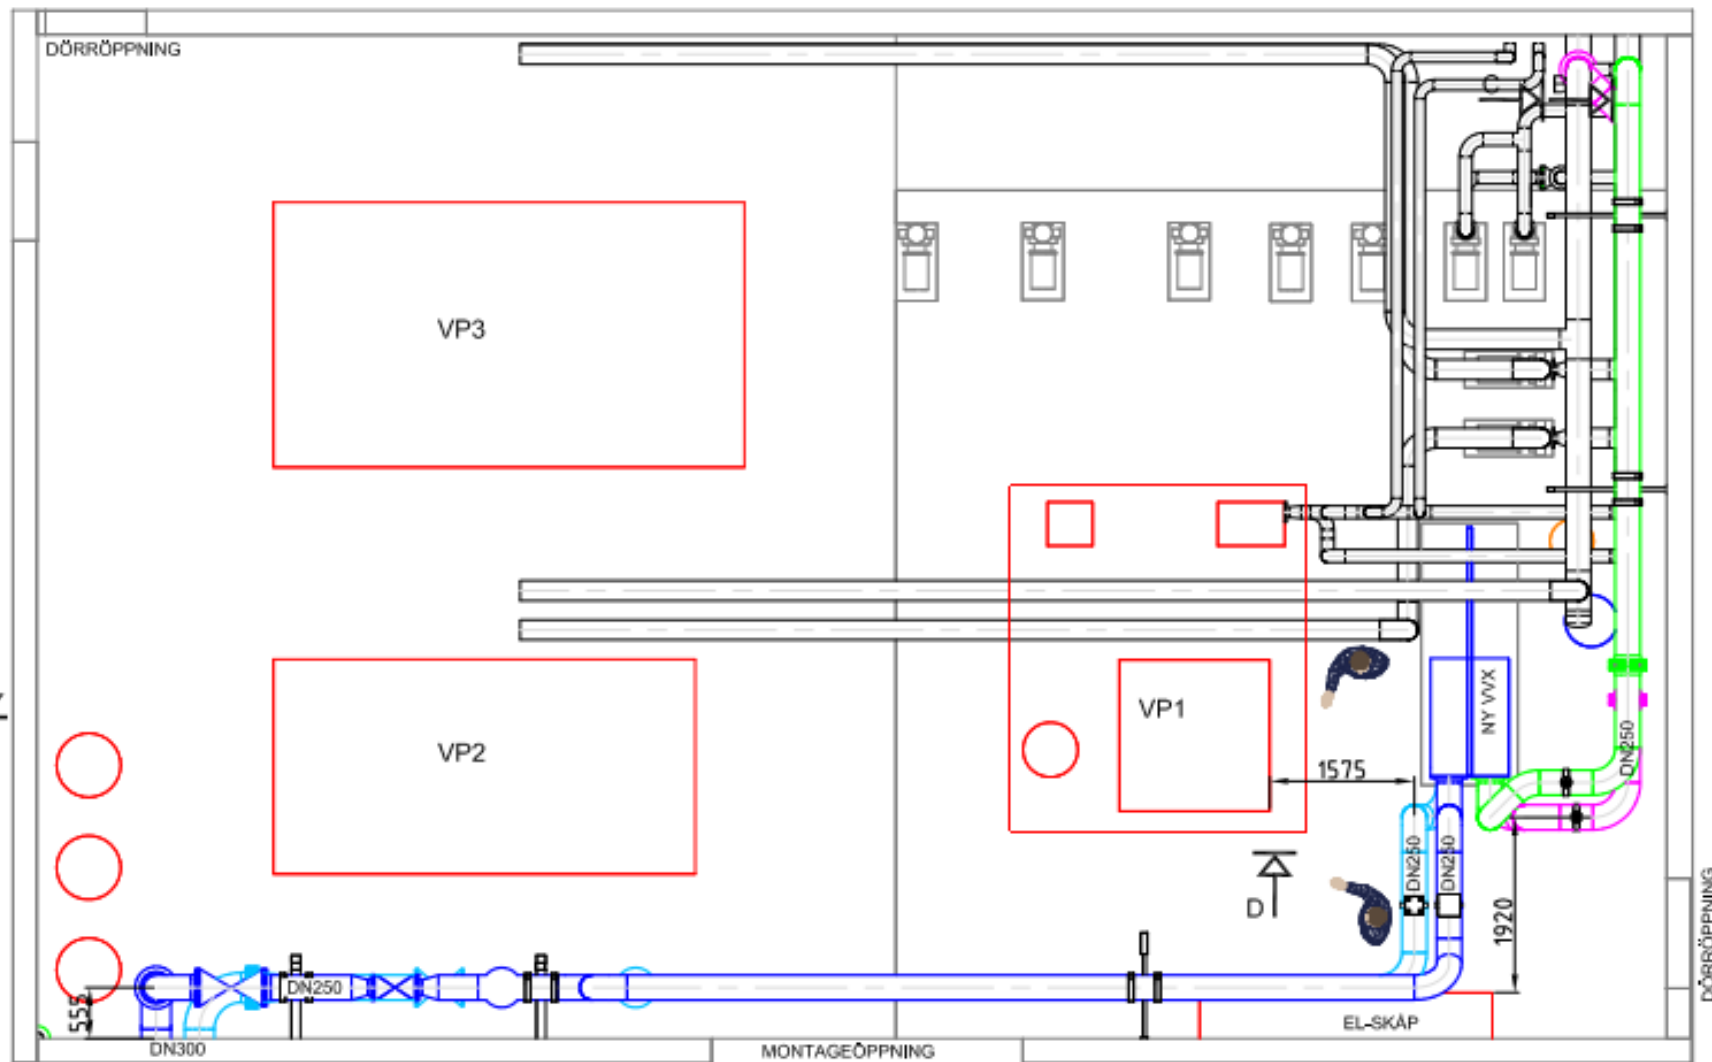 DÖRRÖPPNING
C
VP3
VP1
NY VVX
VP2
DN250
1575
DN250
DN250
D
1920
DÖRRÖPPNING
DN250
555
EL-SKÅP
DN300
MONTAGEÖPPNING